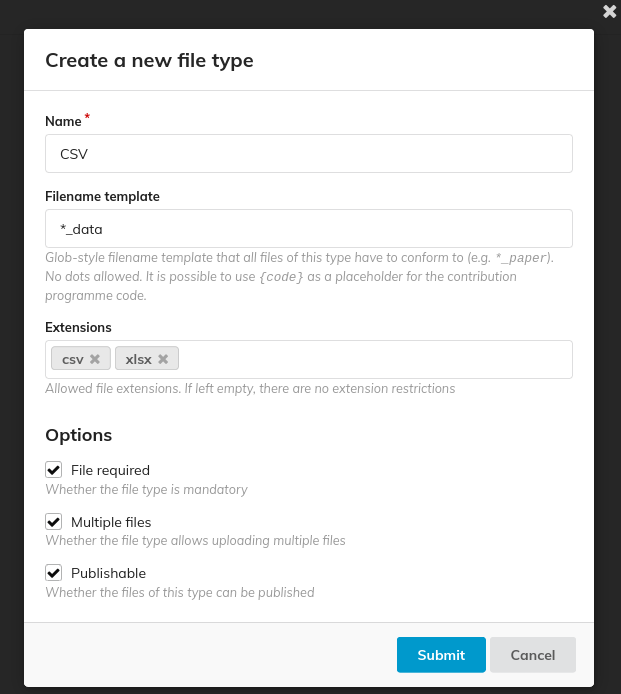 Create a new file type
Name *
CSV
Filename template
*_data
Glob-style filename template that all files of this type have to conform to (e.g. *_paper).
No dots allowed. It is possible to use {code} as a placeholder for the contribution
programme code.
Extensions
csv xlsx
Allowed file extensions. If left empty, there are no extension restrictions
Options
File required
Whether the file type is mandatory
Multiple files
Whether the file type allows uploading multiple files
Publishable
Whether the files of this type can be published
Submit Cancel